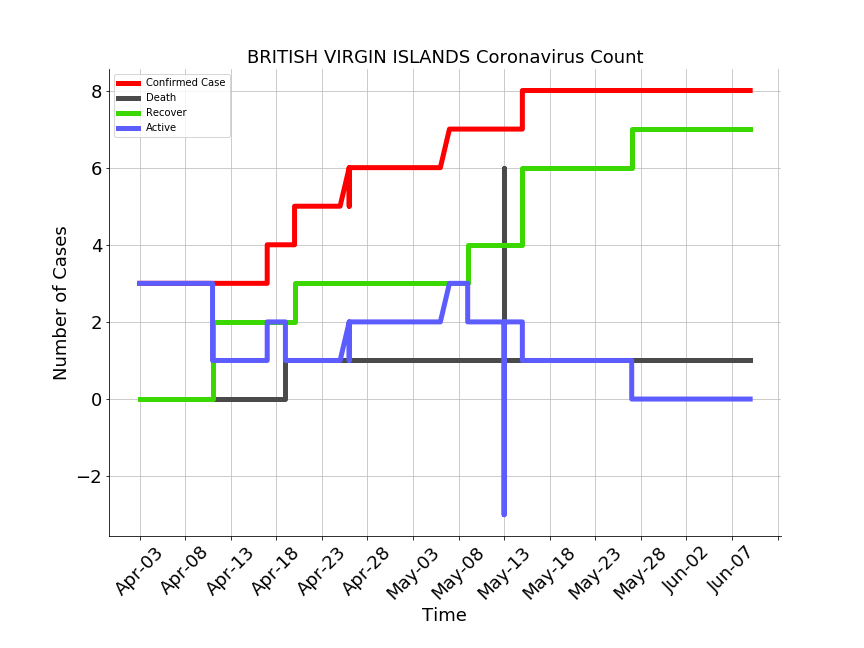 BRITISH VIRGIN ISLANDS Coronavirus Count
Confirmed Case
Death
Recover
Active
Number of Cases
8
6
4
2
0
−2
Apr-03
Apr-08
Apr-13
Apr-18
Apr-23
Apr-28
May-03
May-08
May-13
May-18
May-23
May-28
Jun-02
Jun-07
Time